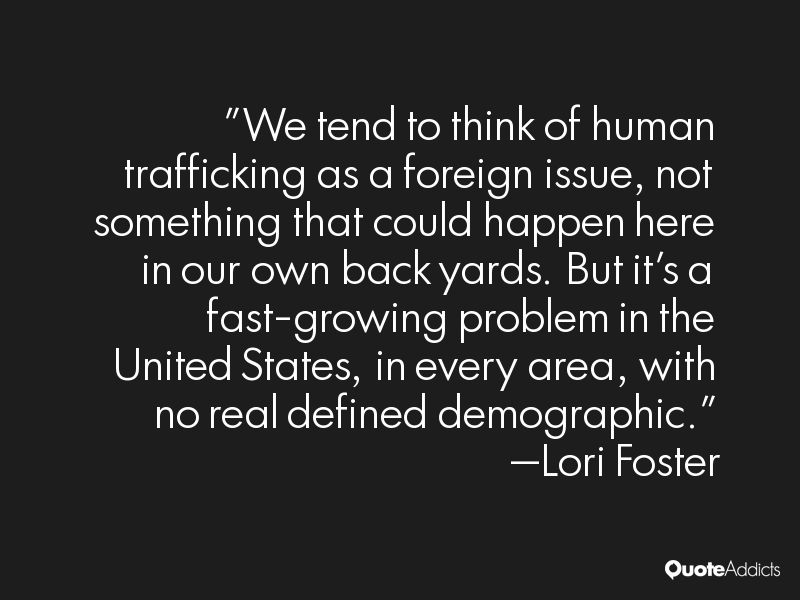 "We tend to think of human
trafficking as a foreign issue, not
something that could happen here
in our own back yards. But it's a
fast-growing problem in the
United States, in every area, with
no real defined demographic."
—Lori Foster
QuoteAddicts